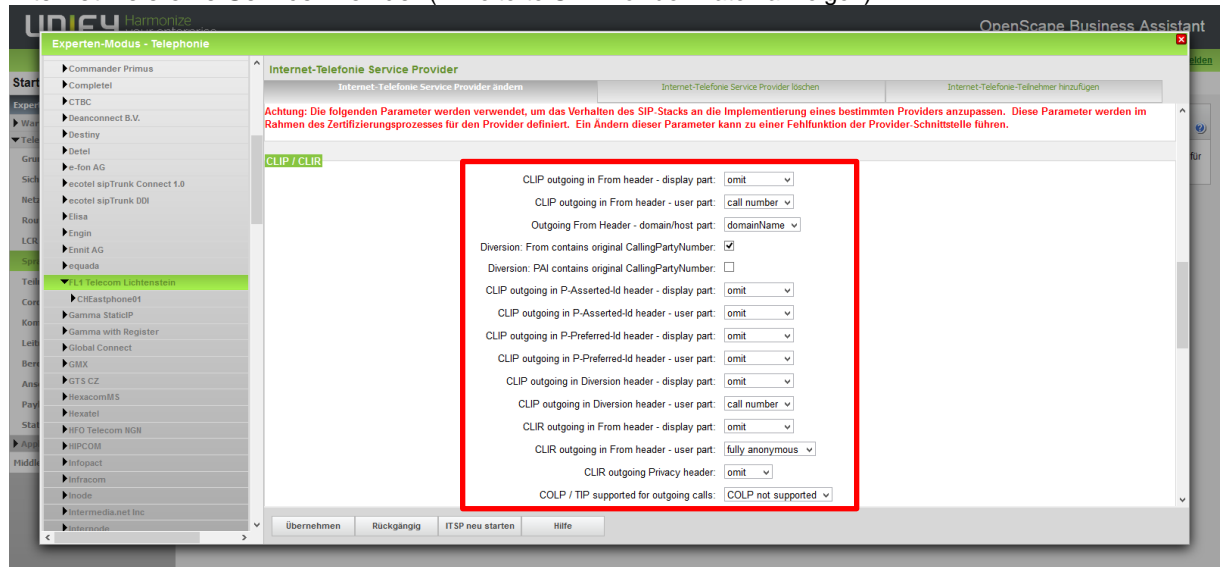 UNIFY Harmonize
OpenScape Business Assistant
Experten-Modus - Telephonie
Start
Commander Primus
Completel
CTBC
Deanconnect B.V.
Destiny
Detel
e-fon AG
ecotel sipTrunk Connect 1.0
ecotel sipTrunk DDI
Elisa
Engin
Ennit AG
equada
FL1 Telecom Lichtenstein
CHEastphone01
Gamma StaticIP
Gamma with Register
Global Connect
GMX
GTS CZ
HexacomMS
Hexatel
HFO Telecom NGN
HIPCOM
Infopact
Infracom
Inode
Intermedia.net Inc
Internode
Internet-Telefonie Service Provider
Internet-Telefonie Service Provider ändern
Internet-Telefonie Service Provider löschen
Internet-Telefonie-Teilnehmer hinzufügen
Achtung: Die folgenden Parameter werden verwendet, um das Verhalten des SIP-Stacks an die Implementierung eines bestimmten Providers anzupassen. Diese Parameter werden im
Rahmen des Zertifizierungsprozesses für den Provider definiert. Ein Ändern dieser Parameter kann zu einer Fehlfunktion der Provider-Schnittstelle führen.
für
CLIP / CLIR
CLIP outgoing in From header - display part: omit
CLIP outgoing in From header - user part: call number
Outgoing From Header - domain/host part: domainName
Diversion: From contains original CallingPartyNumber:
Diversion: PAI contains original CallingPartyNumber:
CLIP outgoing in P-Asserted-Id header - display part: omit
CLIP outgoing in P-Asserted-Id header - user part: omit
CLIP outgoing in P-Preferred-Id header - display part: omit
CLIP outgoing in P-Preferred-Id header - user part: omit
CLIP outgoing in Diversion header - display part: omit
CLIP outgoing in Diversion header - user part: call number
CLIR outgoing in From header - display part: omit
CLIR outgoing in From header - user part: fully anonymous
CLIR outgoing Privacy header: omit
COLP / TIP supported for outgoing calls: COLP not supported
Übernehmen Rückgängig ITSP neu starten Hilfe